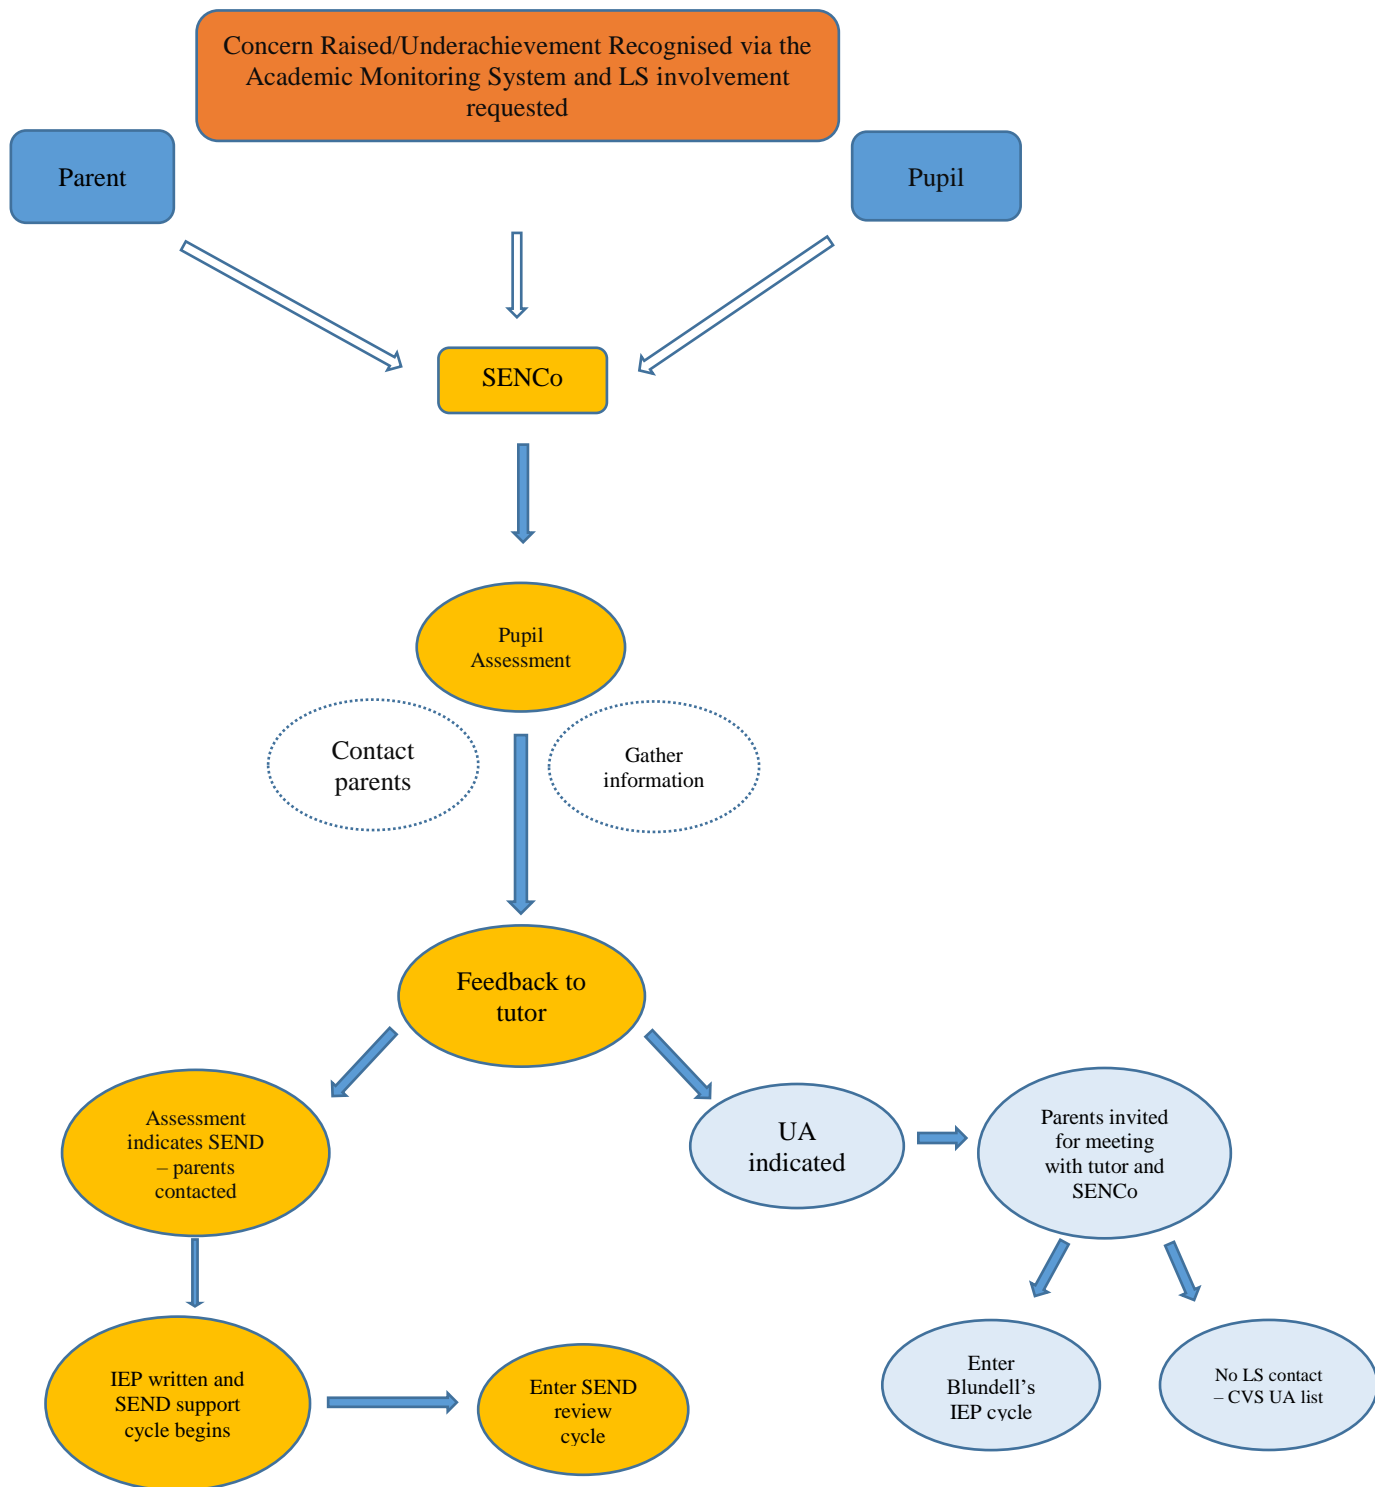 Concern Raised/Underachievement Recognised via the
Academic Monitoring System and LS involvement
requested
Parent
Pupil
SENCo
Pupil
Assessment
Contact
parents
Gather
information
Feedback to
tutor
Assessment
indicates SEND
– parents
contacted
UA
indicated
Parents invited
for meeting
with tutor and
SENCo
IEP written and
SEND support
cycle begins
Enter SEND
review
cycle
Enter
Blundell’s
IEP cycle
No LS contact
– CVS UA list